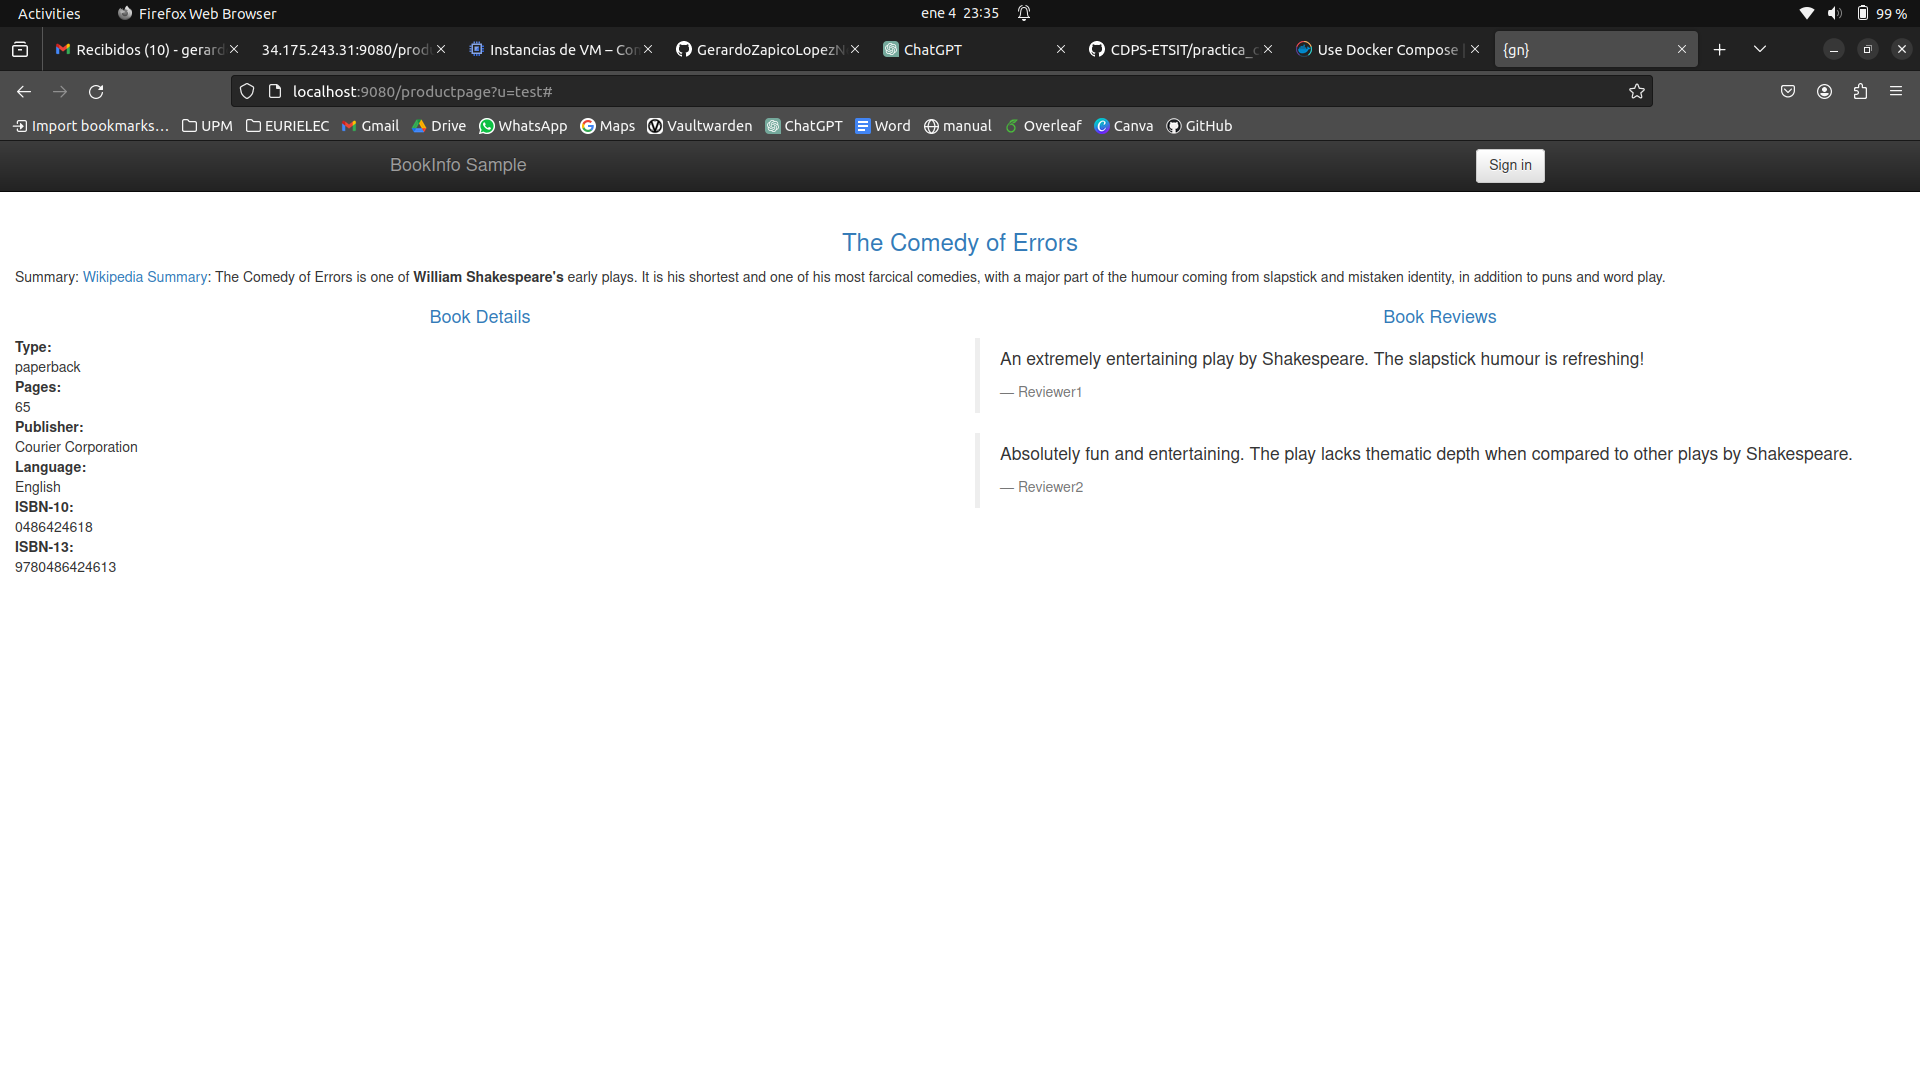 Activities Firefox Web Browser ene 4 23:35 99 %
Recibidos (10) - gerard 34.175.243.31:9080/produ Instancias de VM – Con GerardoZapicoLopezN ChatGPT CDPS-ETSIT/practica_c Use Docker Compose | {gn}
localhost:9080/productpage?u=test#
Import bookmarks... UPM EURIELEC Gmail Drive WhatsApp Maps Vaultwarden ChatGPT Word manual Overleaf Canva GitHub
BookInfo Sample Sign in
The Comedy of Errors
Summary: Wikipedia Summary: The Comedy of Errors is one of William Shakespeare's early plays. It is his shortest and one of his most farcical comedies, with a major part of the humour coming from slapstick and mistaken identity, in addition to puns and word play.
Book Details
Type:
paperback
Pages:
65
Publisher:
Courier Corporation
Language:
English
ISBN-10:
0486424618
ISBN-13:
9780486424613
Book Reviews
An extremely entertaining play by Shakespeare. The slapstick humour is refreshing!
— Reviewer1
Absolutely fun and entertaining. The play lacks thematic depth when compared to other plays by Shakespeare.
— Reviewer2